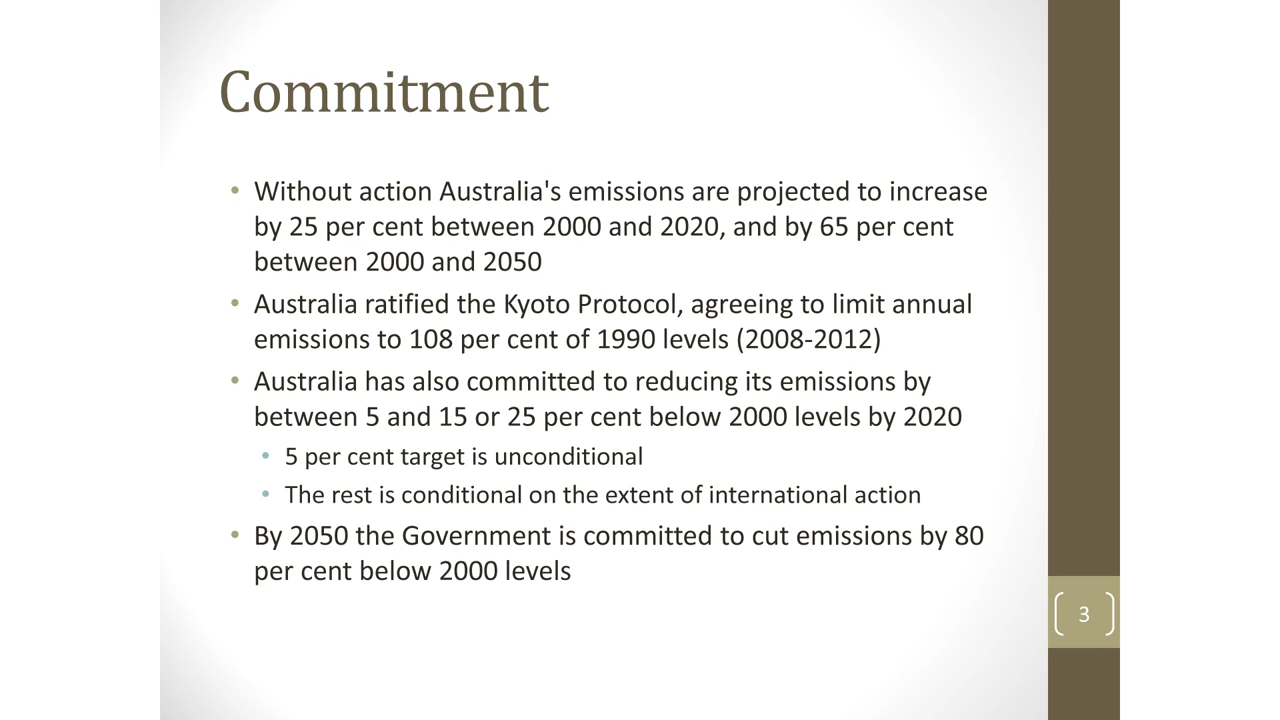 Commitment
• Without action Australia's emissions are projected to increase
by 25 per cent between 2000 and 2020, and by 65 per cent
between 2000 and 2050
• Australia ratified the Kyoto Protocol, agreeing to limit annual
emissions to 108 per cent of 1990 levels (2008-2012)
• Australia has also committed to reducing its emissions by
between 5 and 15 or 25 per cent below 2000 levels by 2020
• 5 per cent target is unconditional
• The rest is conditional on the extent of international action
• By 2050 the Government is committed to cut emissions by 80
per cent below 2000 levels
3